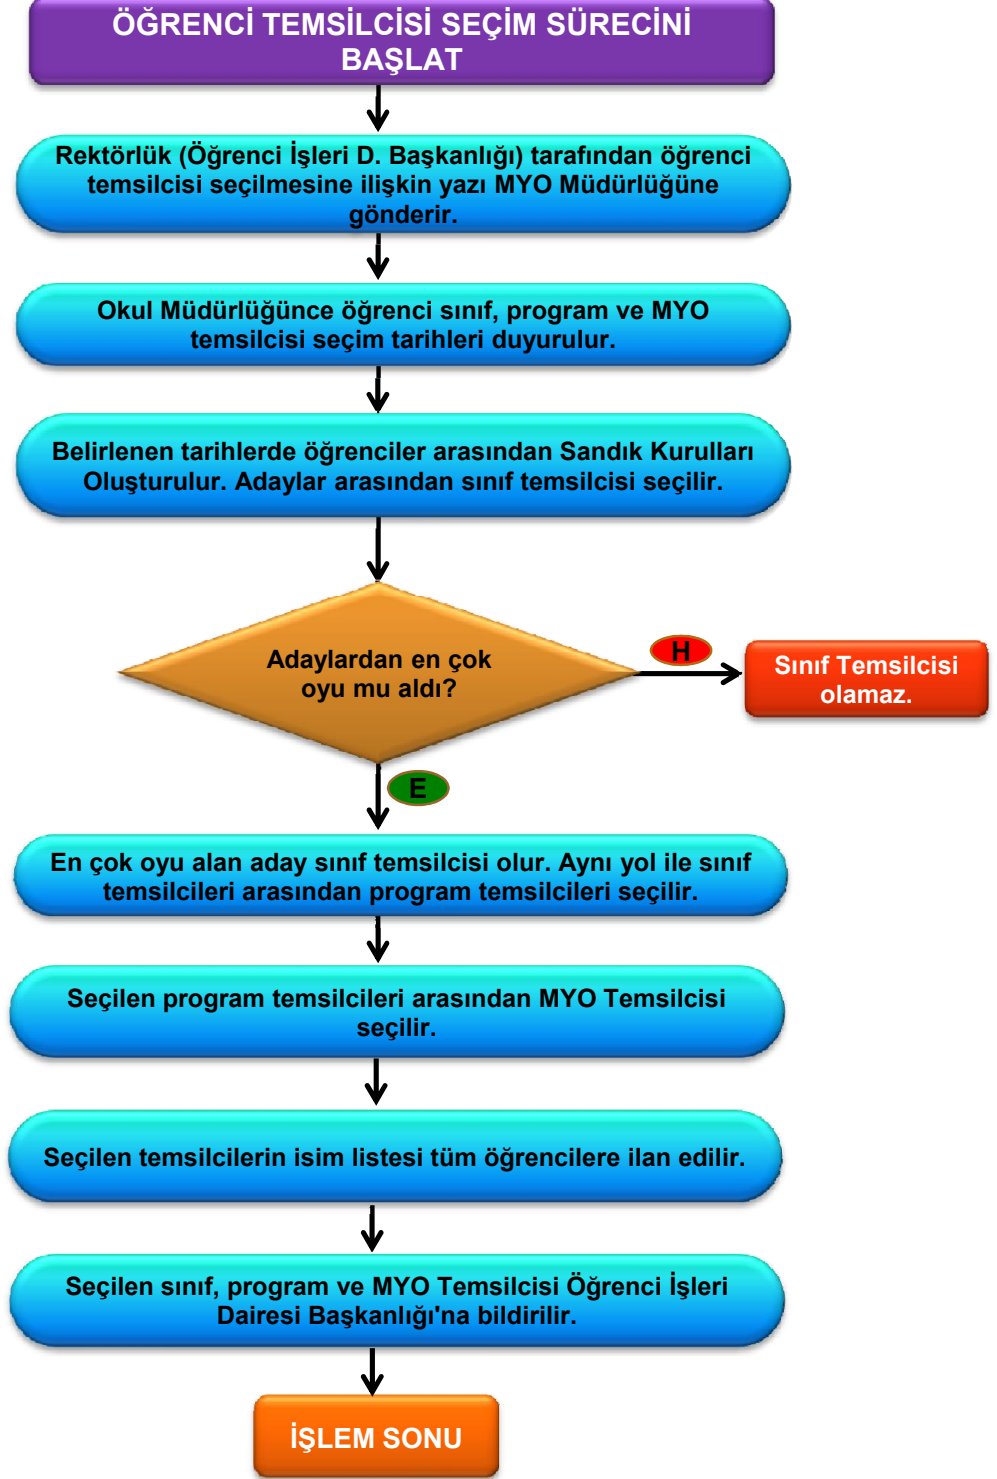 ÖĞRENCİ TEMSİLCİSİ SEÇİM SÜRECİNİ
BAŞLAT
Rektörlük (Öğrenci İşleri D. Başkanlığı) tarafından öğrenci
temsilcisi seçilmesine ilişkin yazı MYO Müdürlüğüne
gönderir.
Okul Müdürlüğünce öğrenci sınıf, program ve MYO
temsilcisi seçim tarihleri duyurulur.
Belirlenen tarihlerde öğrenciler arasından Sandık Kurulları
Oluşturulur. Adaylar arasından sınıf temsilcisi seçilir.
Adaylardan en çok
oyu mu aldı?
H
Sınıf Temsilcisi
olamaz.
E
En çok oyu alan aday sınıf temsilcisi olur. Aynı yol ile sınıf
temsilcileri arasından program temsilcileri seçilir.
Seçilen program temsilcileri arasından MYO Temsilcisi
seçilir.
Seçilen temsilcilerin isim listesi tüm öğrencilere ilan edilir.
Seçilen sınıf, program ve MYO Temsilcisi Öğrenci İşleri
Dairesi Başkanlığı'na bildirilir.
İŞLEM SONU